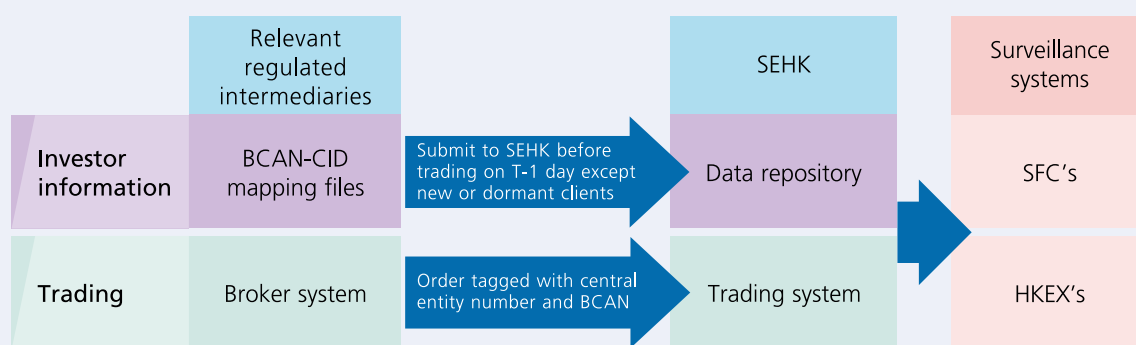 Relevant
regulated
intermediaries
SEHK
Surveillance
systems
Investor
information
BCAN-CID
mapping files
Submit to SEHK before
trading on T-1 day except
new or dormant clients
Data repository
SFC's
Trading
Broker system
Order tagged with central
entity number and BCAN
Trading system
HKEX's